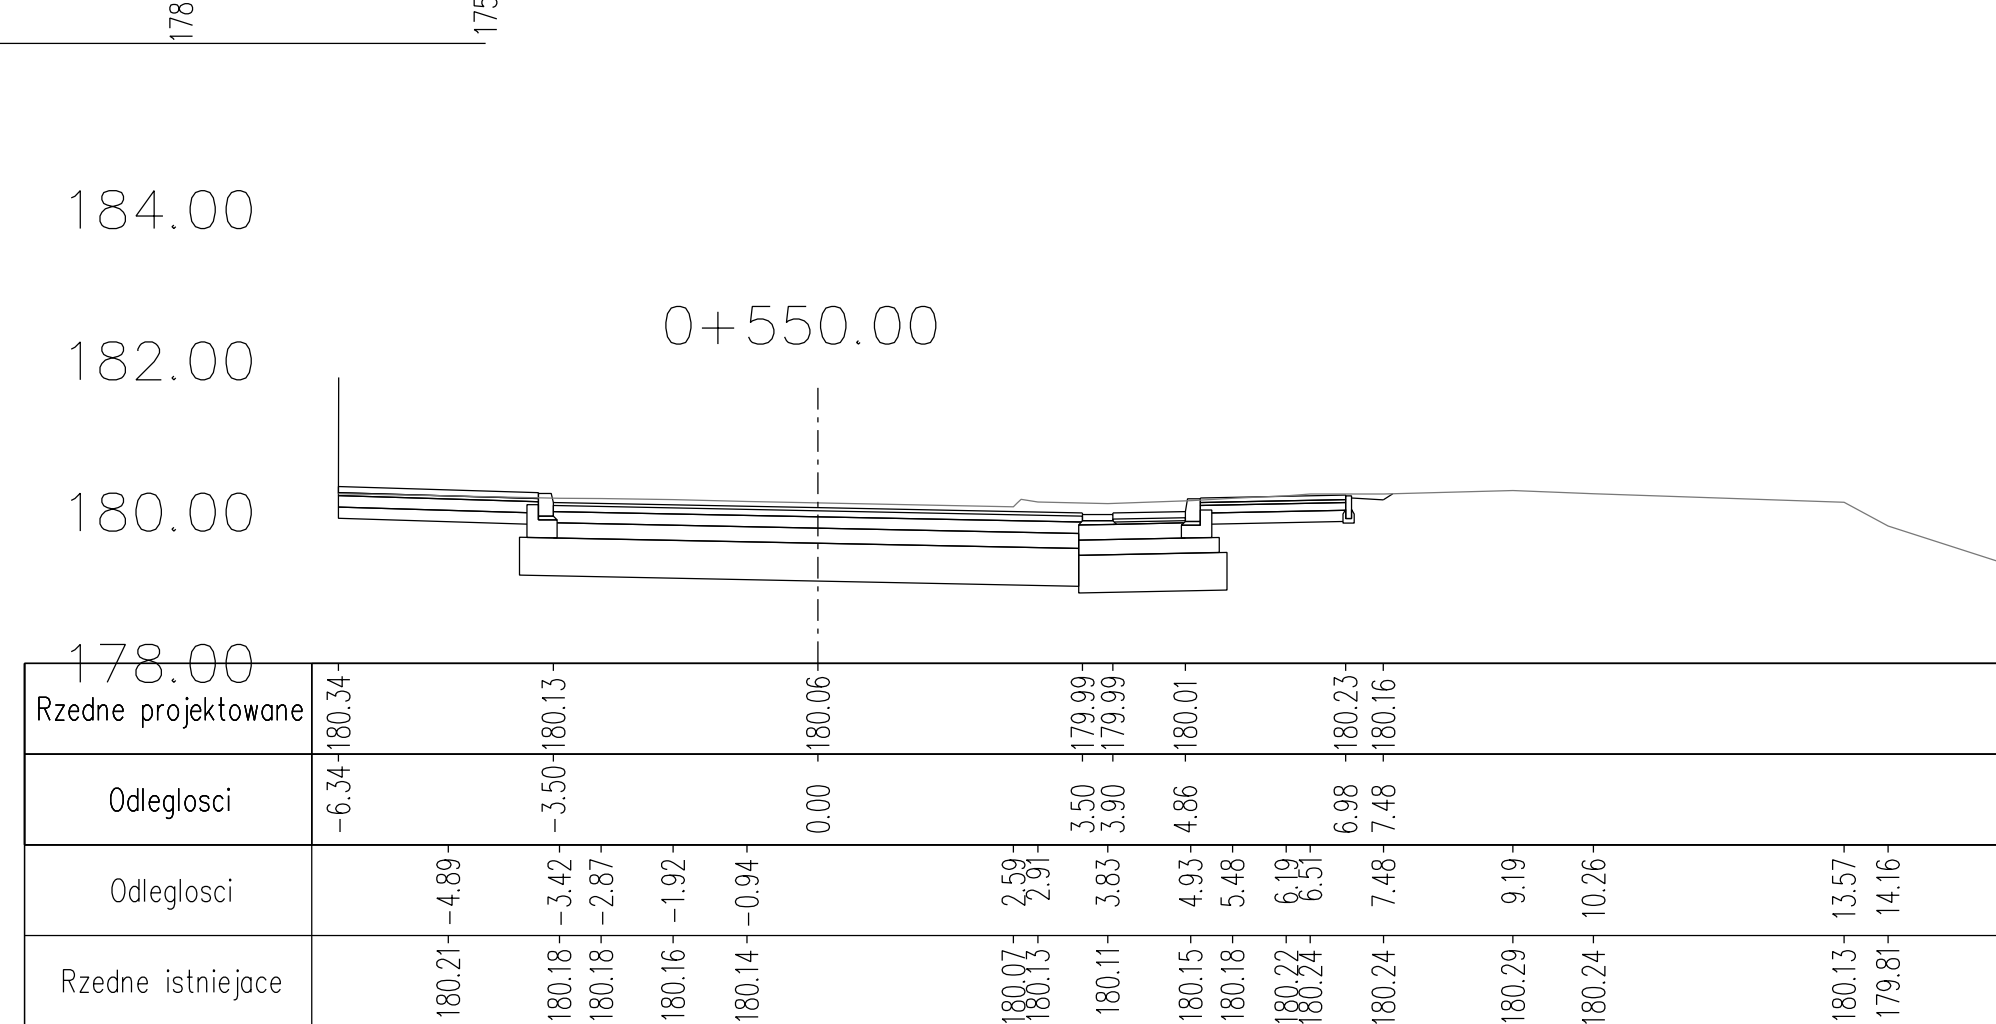 178
175
184.00
0+550.00
182.00
180.00
178.00
Rzedne projektowane 180.34 180.13 180.06 179.99 179.99 180.01 180.23 180.16
Odleglosci -6.34 -3.50 0.00 3.50 3.90 4.86 6.98 7.48
Odleglosci -4.89 -3.42 -2.87 -1.92 -0.94 2.59 2.91 3.83 4.93 5.48 6.19 6.51 7.48 9.19 10.26 13.57 14.16
Rzedne istniejace 180.21 180.18 180.18 180.16 180.14 180.07 180.13 180.11 180.15 180.18 180.22 180.24 180.24 180.29 180.24 180.13 179.81